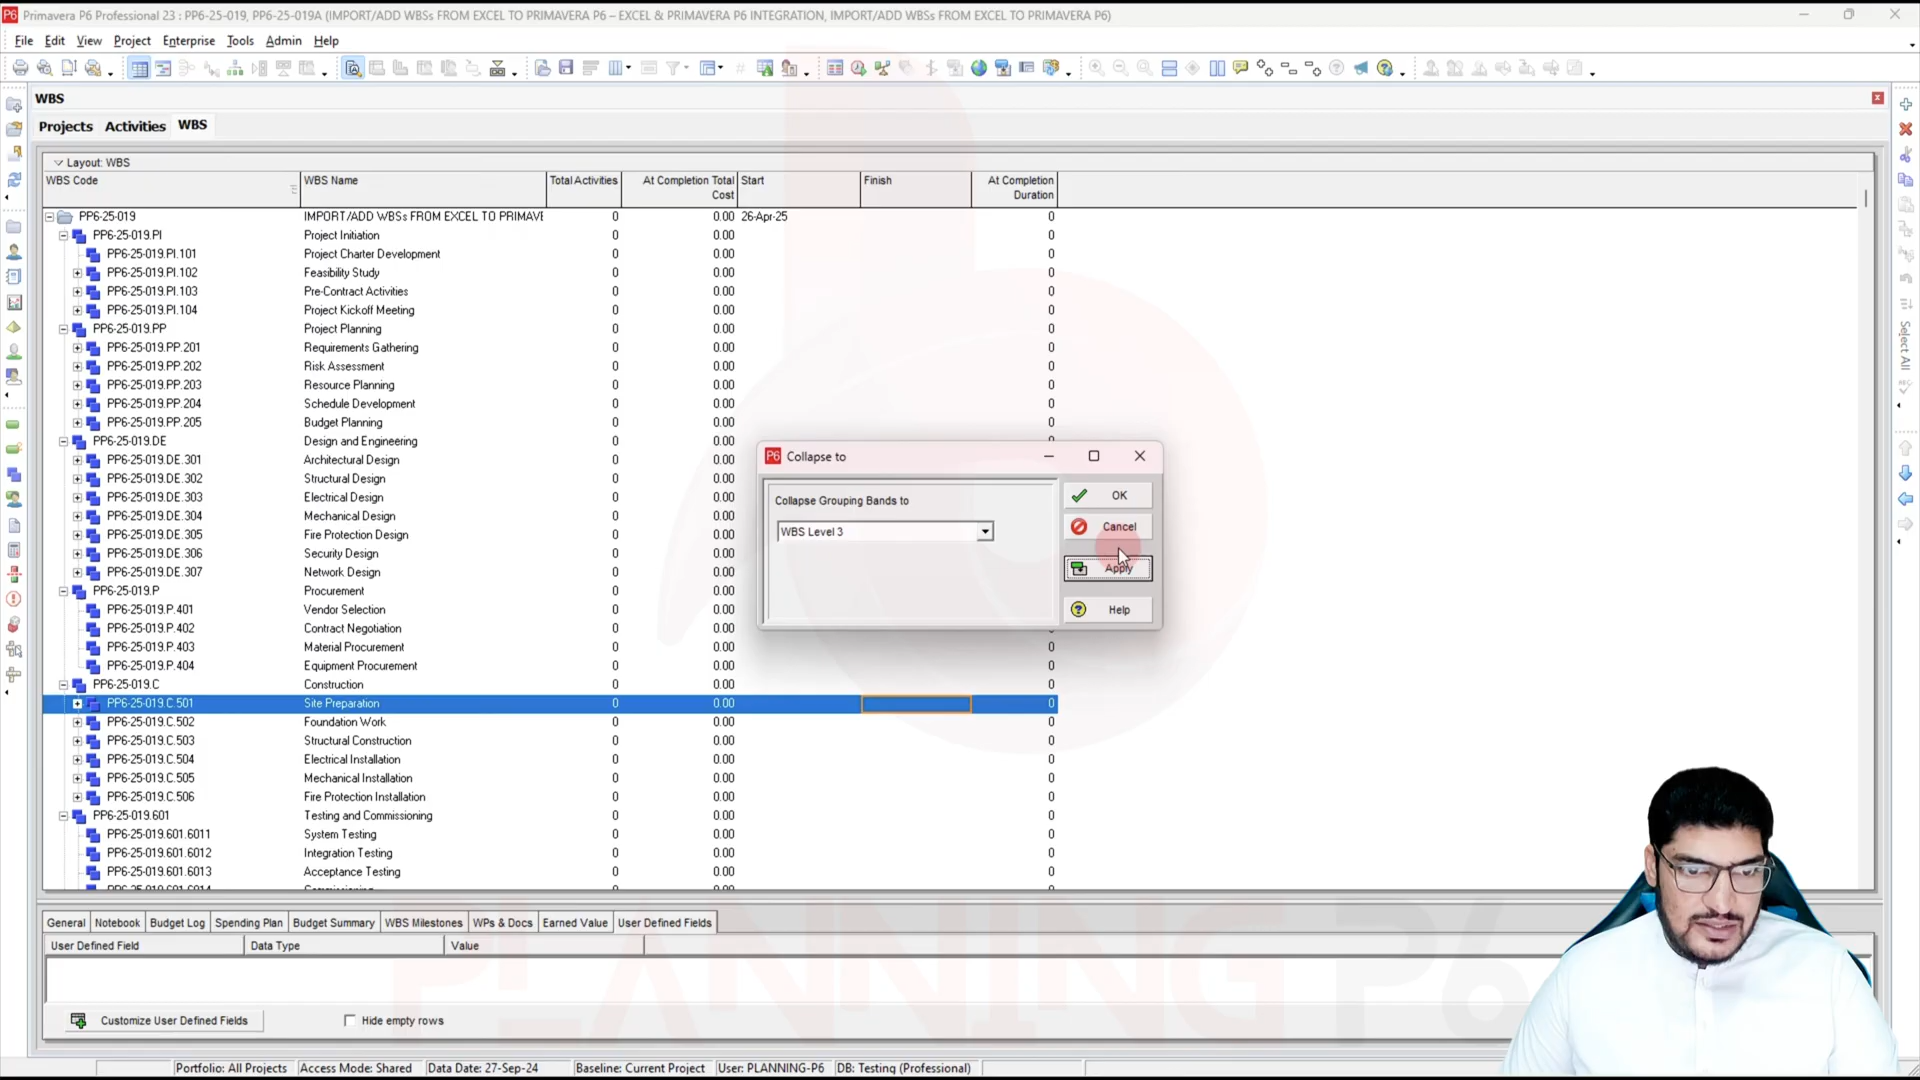 Primavera P6 Professional 23 : PP6-25-019, PP6-25-019A (IMPORT/ADD WBSs FROM EXCEL TO PRIMAVERA P6 – EXCEL & PRIMAVERA P6 INTEGRATION, IMPORT/ADD WBSs FROM EXCEL TO PRIMAVERA P6)
File Edit View Project Enterprise Tools Admin Help
WBS
Projects Activities WBS
Layout: WBS
WBS Code WBS Name Total Activities At Completion Total Cost Start Finish At Completion Duration
PP6-25-019 IMPORT/ADD WBSs FROM EXCEL TO PRIMAVE 0 0.00 26-Apr-25 0
PP6-25-019.PI Project Initiation 0 0.00 0
PP6-25-019.PI.101 Project Charter Development 0 0.00 0
PP6-25-019.PI.102 Feasibility Study 0 0.00 0
PP6-25-019.PI.103 Pre-Contract Activities 0 0.00 0
PP6-25-019.PI.104 Project Kickoff Meeting 0 0.00 0
PP6-25-019.PP Project Planning 0 0.00 0
PP6-25-019.PP.201 Requirements Gathering 0 0.00 0
PP6-25-019.PP.202 Risk Assessment 0 0.00 0
PP6-25-019.PP.203 Resource Planning 0 0.00 0
PP6-25-019.PP.204 Schedule Development 0 0.00 0
PP6-25-019.PP.205 Budget Planning 0 0.00 0
PP6-25-019.DE Design and Engineering 0 0.00
PP6-25-019.DE.301 Architectural Design 0 0.00
PP6-25-019.DE.302 Structural Design 0 0.00
PP6-25-019.DE.303 Electrical Design 0 0.00
PP6-25-019.DE.304 Mechanical Design 0 0.00
PP6-25-019.DE.305 Fire Protection Design 0 0.00
PP6-25-019.DE.306 Security Design 0 0.00
PP6-25-019.DE.307 Network Design 0 0.00
PP6-25-019.P Procurement 0 0.00
PP6-25-019.P.401 Vendor Selection 0 0.00
PP6-25-019.P.402 Contract Negotiation 0 0.00
PP6-25-019.P.403 Material Procurement 0 0.00 0
PP6-25-019.P.404 Equipment Procurement 0 0.00 0
PP6-25-019.C Construction 0 0.00 0
PP6-25-019.C.501 Site Preparation 0 0.00 0
PP6-25-019.C.502 Foundation Work 0 0.00 0
PP6-25-019.C.503 Structural Construction 0 0.00 0
PP6-25-019.C.504 Electrical Installation 0 0.00 0
PP6-25-019.C.505 Mechanical Installation 0 0.00 0
PP6-25-019.C.506 Fire Protection Installation 0 0.00 0
PP6-25-019.601 Testing and Commissioning 0 0.00 0
PP6-25-019.601.6011 System Testing 0 0.00 0
PP6-25-019.601.6012 Integration Testing 0 0.00 0
PP6-25-019.601.6013 Acceptance Testing 0 0.00 0
P6 Collapse to
Collapse Grouping Bands to
WBS Level 3
OK
Cancel
Apply
Help
Select All
General Notebook Budget Log Spending Plan Budget Summary WBS Milestones WPs & Docs Earned Value User Defined Fields
User Defined Field Data Type Value
PLANNING P6
Customize User Defined Fields Hide empty rows
Portfolio: All Projects Access Mode: Shared Data Date: 27-Sep-24 Baseline: Current Project User: PLANNING-P6 DB: Testing (Professional)